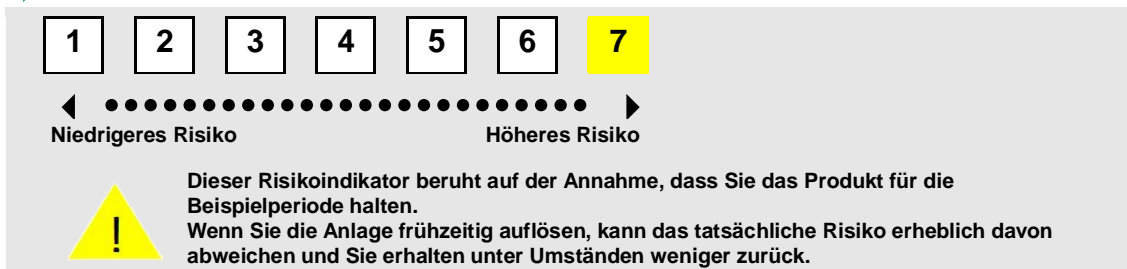 1 2 3 4 5 6 7
Niedrigeres Risiko Höheres Risiko
Dieser Risikoindikator beruht auf der Annahme, dass Sie das Produkt für die
Beispielperiode halten.
!
Wenn Sie die Anlage frühzeitig auflösen, kann das tatsächliche Risiko erheblich davon
abweichen und Sie erhalten unter Umständen weniger zurück.